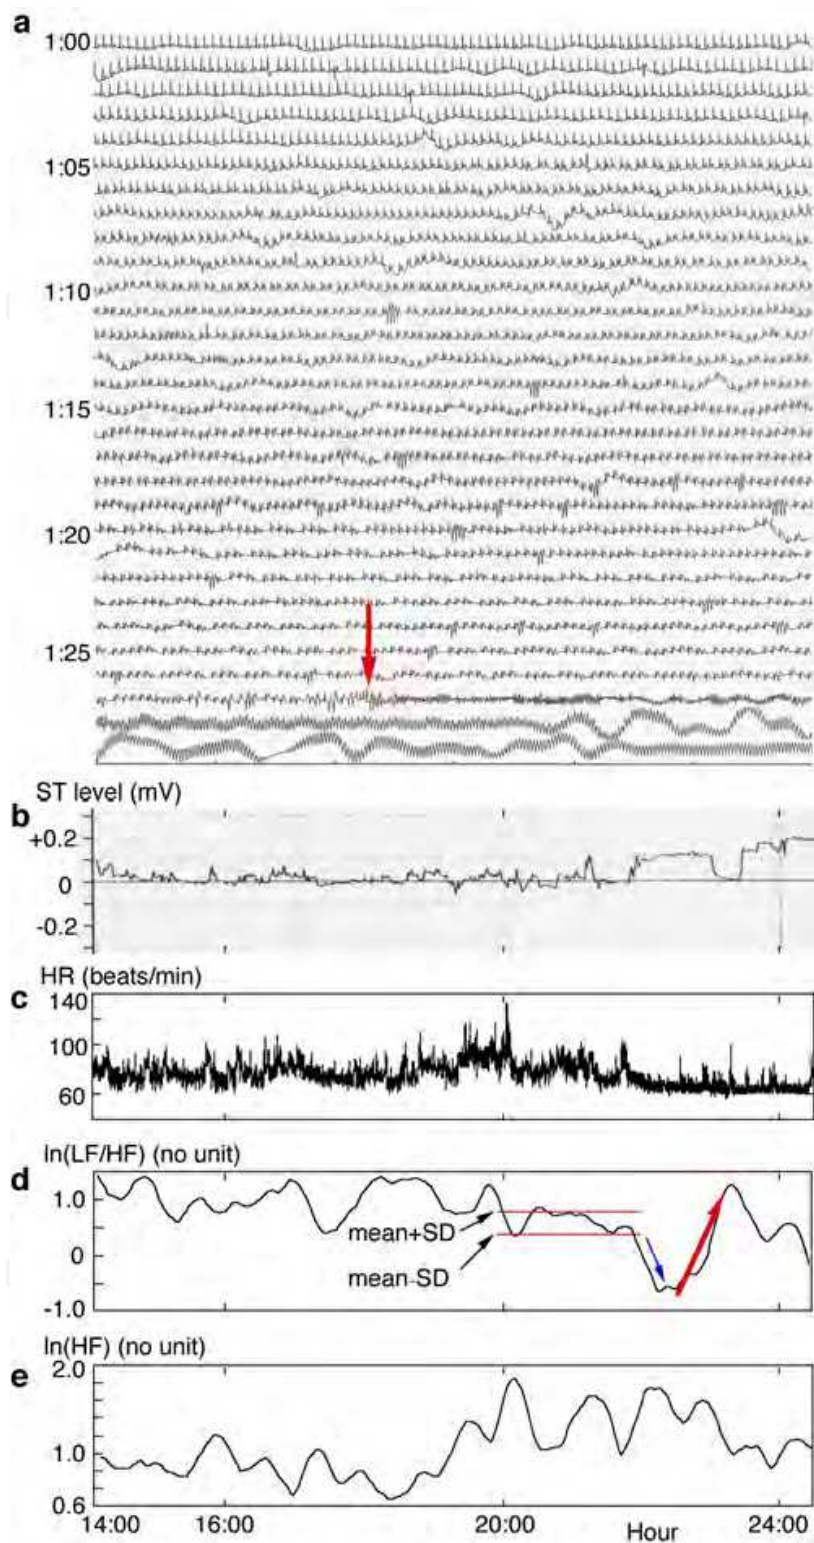 a
1:00
1:05
1:10
1:15
1:20
1:25
ST level (mV)
b
+0.2
0
-0.2
HR (beats/min)
c
140
100
60
ln(LF/HF) (no unit)
d
1.0
mean+SD
0
mean-SD
-1.0
ln(HF) (no unit)
e
2.0
1.0
0.6
14:00 16:00 20:00 Hour 24:00